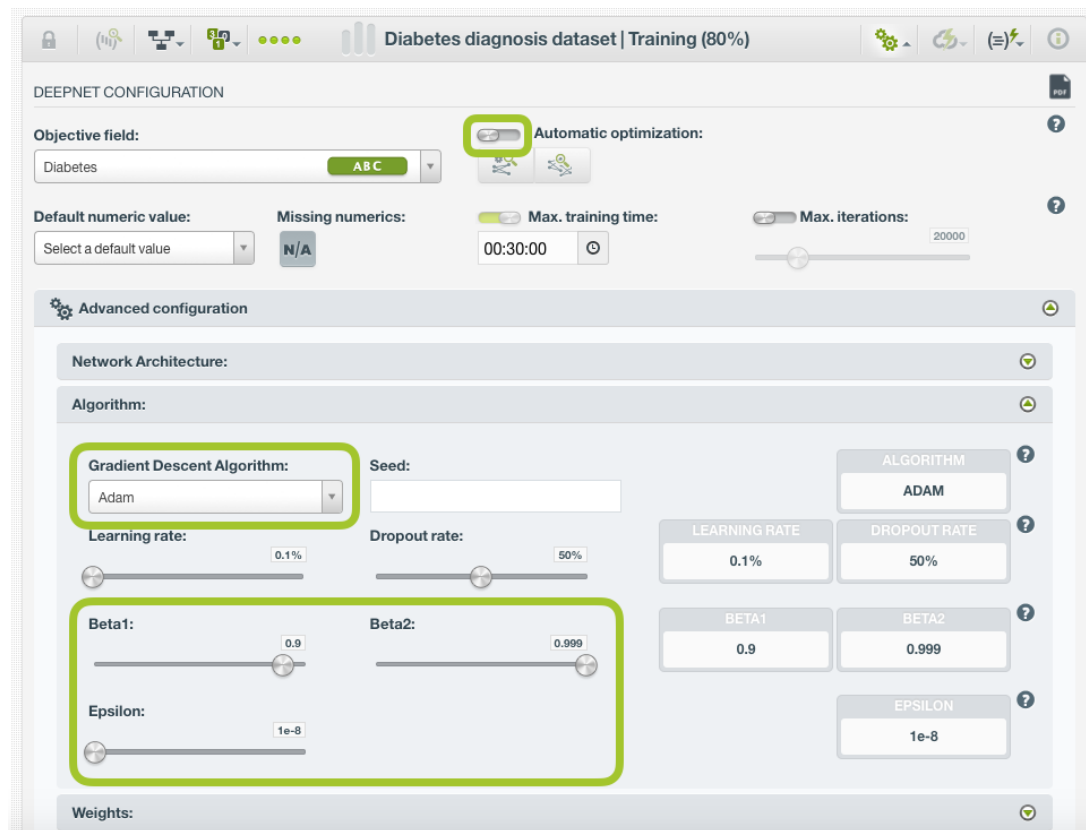 Diabetes diagnosis dataset | Training (80%)
DEEPNET CONFIGURATION
PDF
Objective field:
Automatic optimization:
Diabetes
ABC
Default numeric value:
Missing numerics:
Max. training time:
Max. iterations:
Select a default value
N/A
00:30:00
20000
Advanced configuration
Network Architecture:
Algorithm:
Gradient Descent Algorithm:
Seed:
ALGORITHM
Adam
ADAM
Learning rate:
Dropout rate:
LEARNING RATE
DROPOUT RATE
0.1%
50%
0.1%
50%
Beta1:
Beta2:
BETA1
BETA2
0.9
0.999
0.9
0.999
Epsilon:
EPSILON
1e-8
1e-8
Weights: